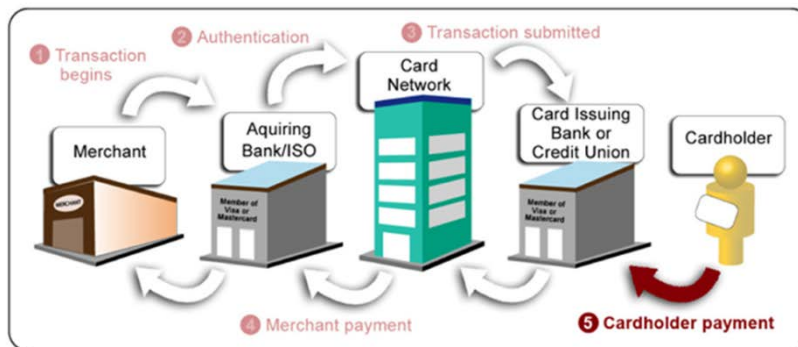 1 Transaction
begins
2 Authentication
3 Transaction submitted
Card
Network
Merchant
Aquiring
Bank/ISO
Card Issuing
Bank or
Credit Union
Cardholder
MERCHANT
Member of
Visa or
Mastercard
Member of
Visa or
Mastercard
4 Merchant payment
5 Cardholder payment